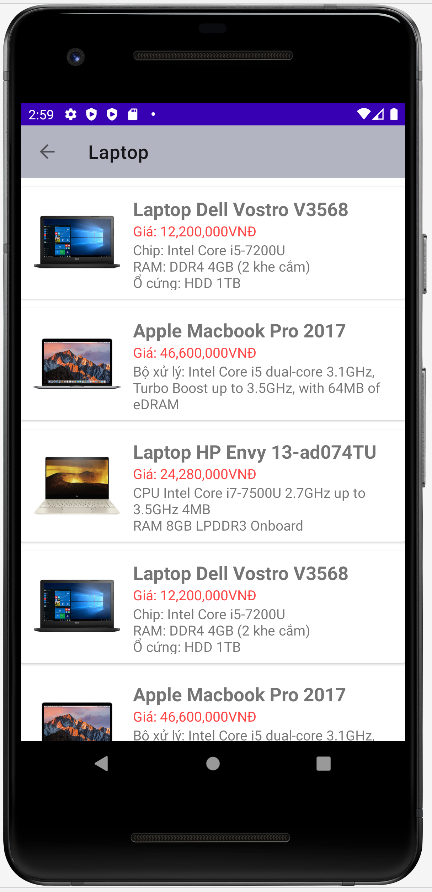 2:59
Laptop
Laptop Dell Vostro V3568
Giá: 12,200,000VNĐ
Chip: Intel Core i5-7200U
RAM: DDR4 4GB (2 khe cắm)
Ổ cứng: HDD 1TB
Apple Macbook Pro 2017
Giá: 46,600,000VNĐ
Bộ xử lý: Intel Core i5 dual-core 3.1GHz,
Turbo Boost up to 3.5GHz, with 64MB of
eDRAM
Laptop HP Envy 13-ad074TU
Giá: 24,280,000VNĐ
CPU Intel Core i7-7500U 2.7GHz up to
3.5GHz 4MB
RAM 8GB LPDDR3 Onboard
Laptop Dell Vostro V3568
Giá: 12,200,000VNĐ
Chip: Intel Core i5-7200U
RAM: DDR4 4GB (2 khe cắm)
Ổ cứng: HDD 1TB
Apple Macbook Pro 2017
Giá: 46,600,000VNĐ
Bộ xử lý: Intel Core i5 dual-core 3.1GHz,